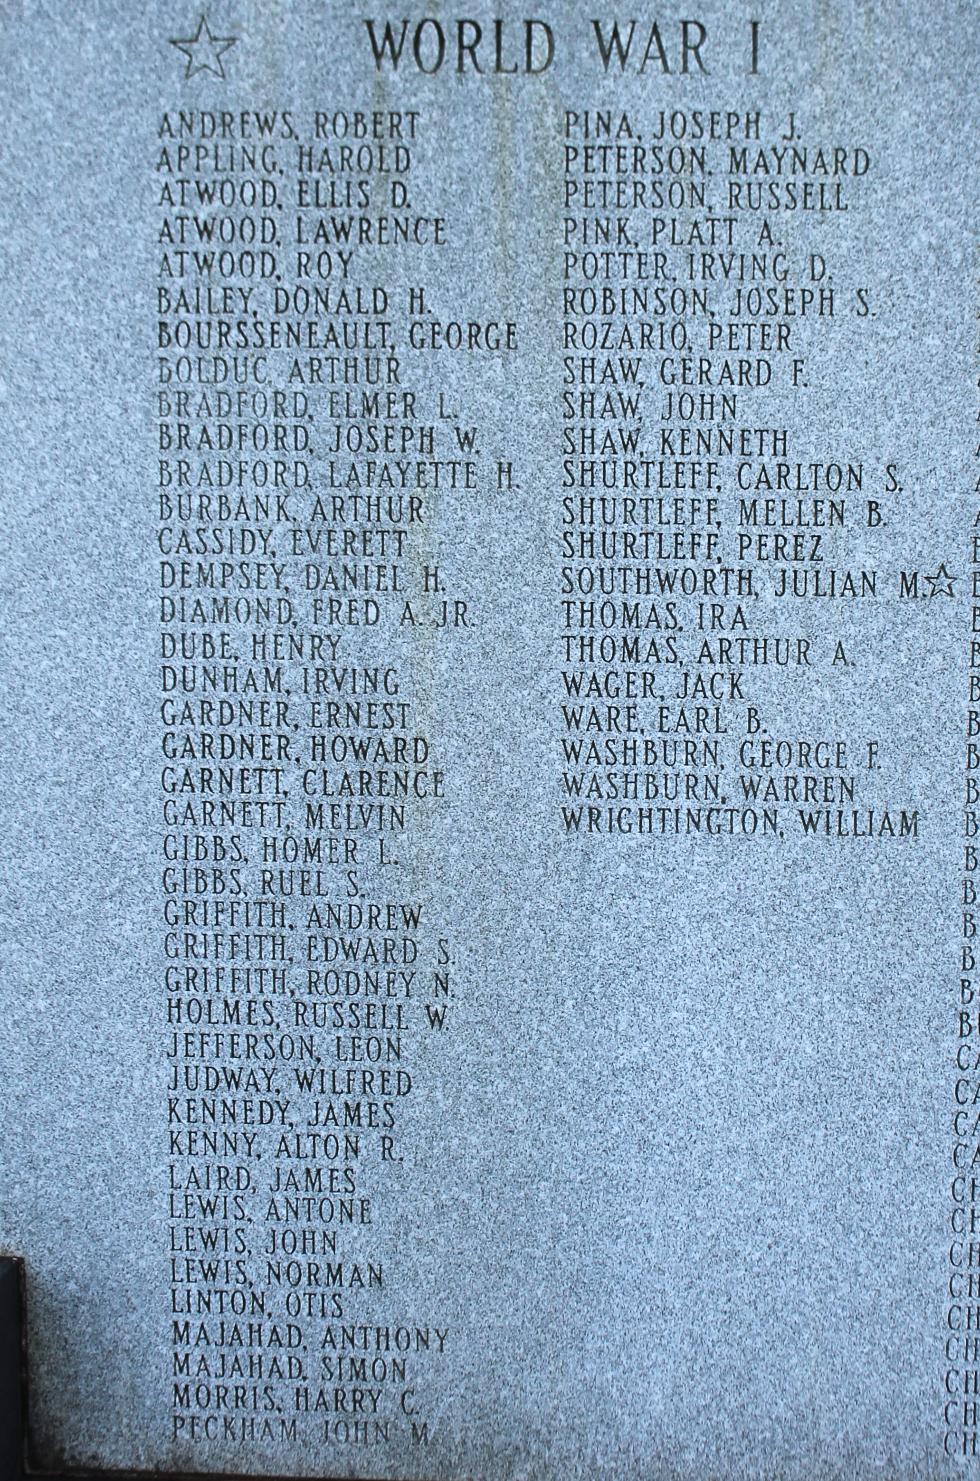 WORLD WAR I
ANDREWS, ROBERT
APPLING, HAROLD
ATWOOD, ELLIS D.
ATWOOD, LAWRENCE
ATWOOD, ROY
BAILEY, DONALD H.
BOURSSENEAULT, GEORGE
BOLDUC, ARTHUR
BRADFORD, ELMER L.
BRADFORD, JOSEPH W.
BRADFORD, LAFAYETTE H.
BURBANK, ARTHUR
CASSIDY, EVERETT
DEMPSEY, DANIEL H.
DIAMOND, FRED A. JR.
DUBE, HENRY
DUNHAM, IRVING
GARDNER, ERNEST
GARDNER, HOWARD
GARNETT, CLARENCE
GARNETT, MELVIN
GIBBS, HOMER L.
GIBBS, RUEL S.
GRIFFITH, ANDREW
GRIFFITH, EDWARD S.
GRIFFITH, RODNEY N.
HOLMES, RUSSELL W.
JEFFERSON, LEON
JUDWAY, WILFRED
KENNEDY, JAMES
KENNY, ALTON R.
LAIRD, JAMES
LEWIS, ANTONE
LEWIS, JOHN
LEWIS, NORMAN
LINTON, OTIS
MAJAHAD, ANTHONY
MAJAHAD, SIMON
MORRIS, HARRY C.
PECKHAM, JOHN M.
PINA, JOSEPH J.
PETERSON, MAYNARD
PETERSON, RUSSELL
PINK, PLATT A.
POTTER, IRVING D.
ROBINSON, JOSEPH S.
ROZARIO, PETER
SHAW, GERARD F.
SHAW, JOHN
SHAW, KENNETH
SHURTLEFF, CARLTON S.
SHURTLEFF, MELLEN B.
SHURTLEFF, PEREZ
SOUTHWORTH, JULIAN M.
THOMAS, IRA
THOMAS, ARTHUR A.
WAGER, JACK
WARE, EARL B.
WASHBURN, GEORGE F.
WASHBURN, WARREN
WRIGHTINGTON, WILLIAM